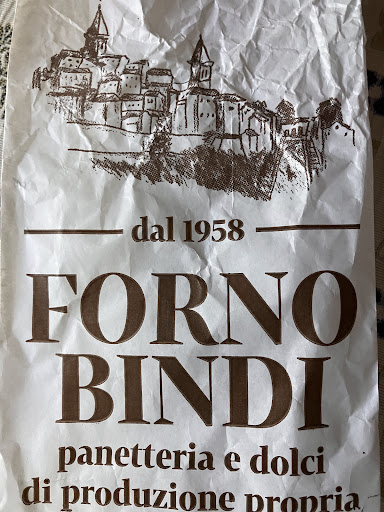 dal 1958
FORNO
BINDI
panetteria e dolci
di produzione propria